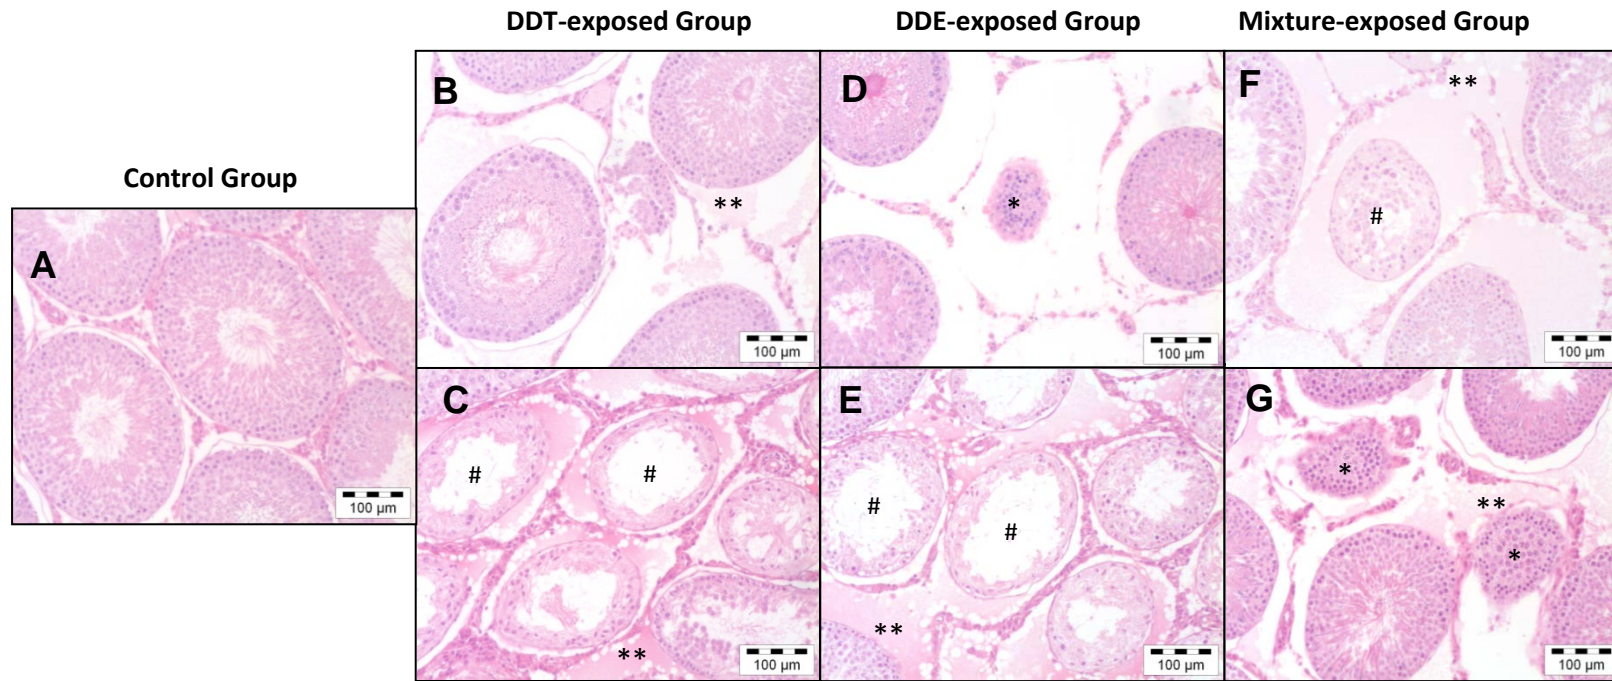 DDT-exposed Group
DDE-exposed Group
Mixture-exposed Group
Control Group
A
100 µm
B
**
100 µm
D
*
100 µm
F
**
#
100 µm
C
#
#
**
100 µm
E
#
#
**
100 µm
G
*
**
*
100 µm